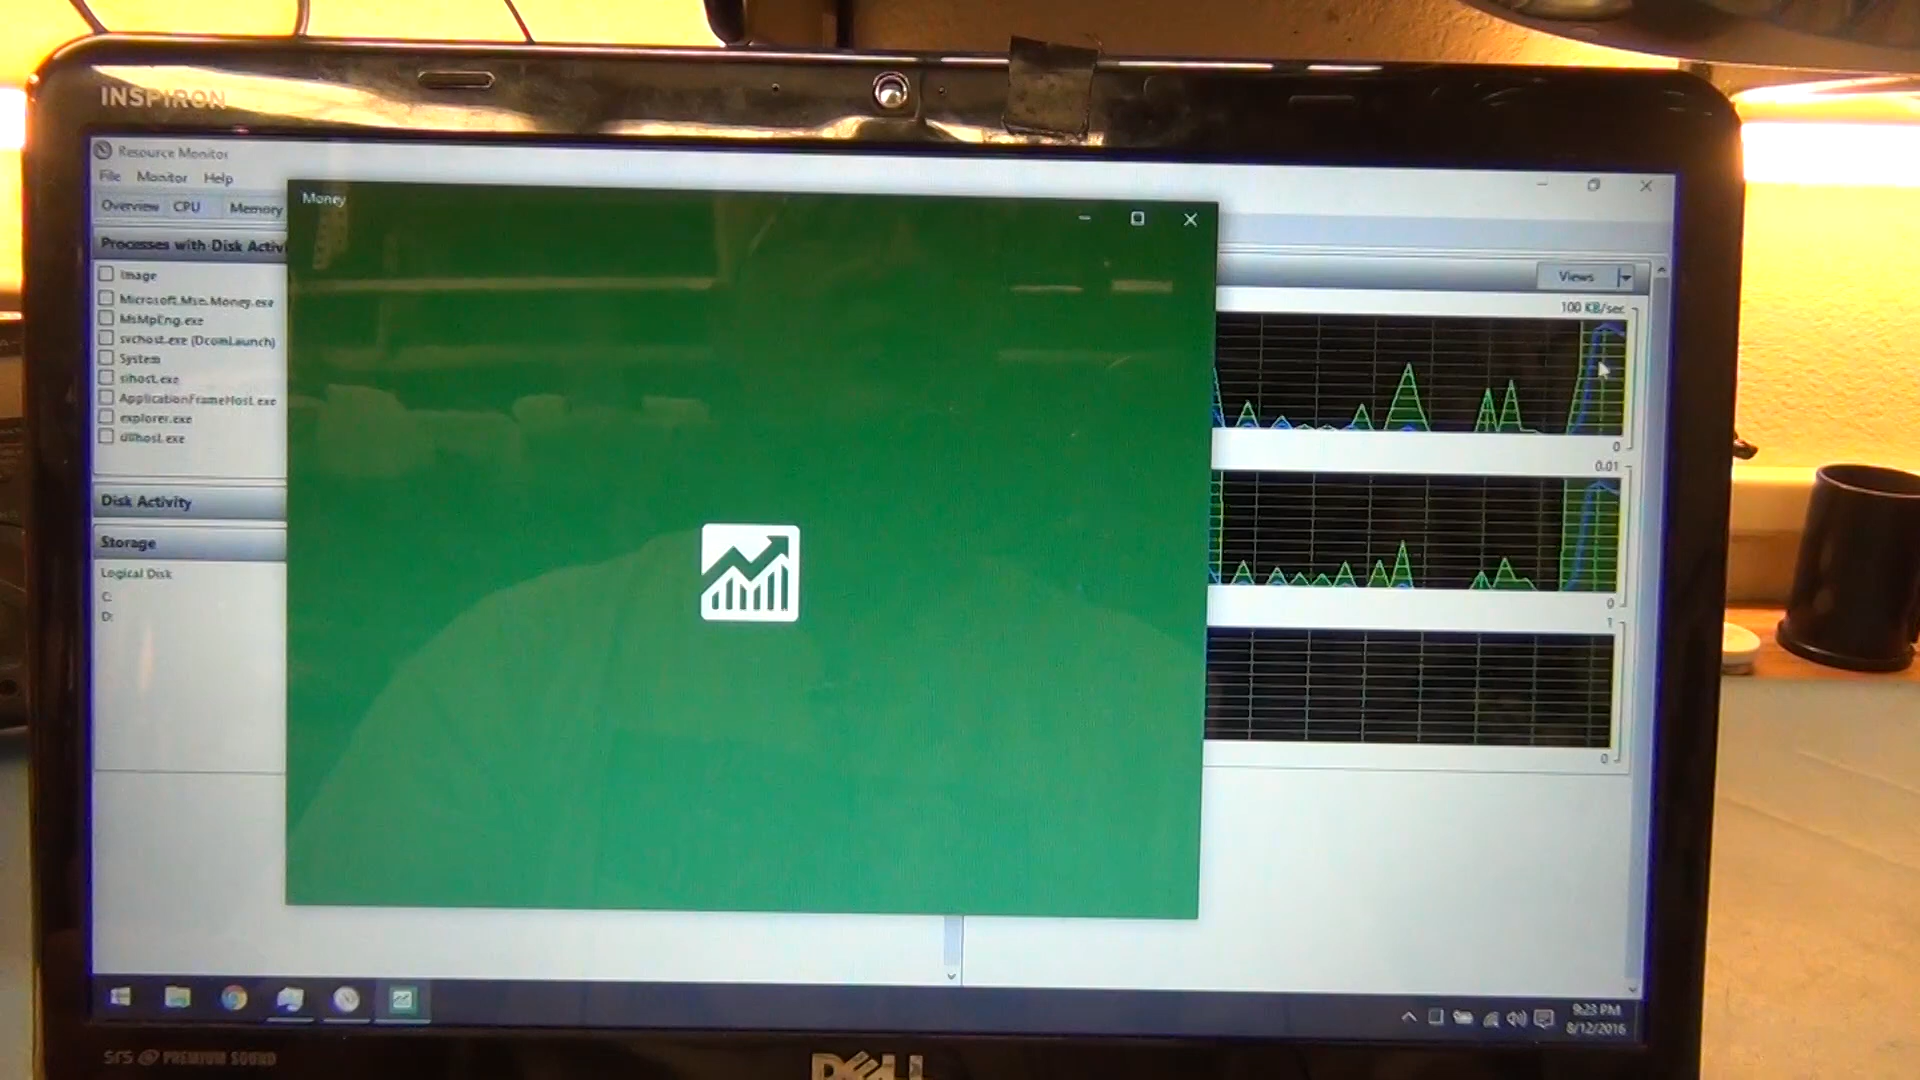 INSPIRON
Resource Monitor
File Monitor Help
Overview CPU Memory
Money
Processes with Disk Activi
Views
Image
100 KB/sec
Microsoft.Msn.Money.exe
MsMpEng.exe
svchost.exe (DcomLaunch)
System
sihost.exe
ApplicationFrameHost.exe
explorer.exe
dllhost.exe
0
0.01
Disk Activity
Storage
Logical Disk
C:
D:
0
1
0
9:23 PM
8/12/2016
SRS PREMIUM SOUND
DELL